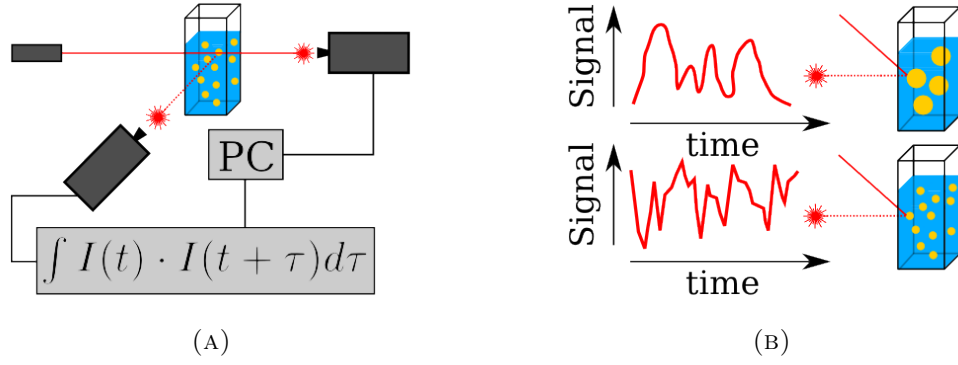 PC
∫ I(t) · I(t + τ)dτ
(A)
Signal
time
Signal
time
(B)